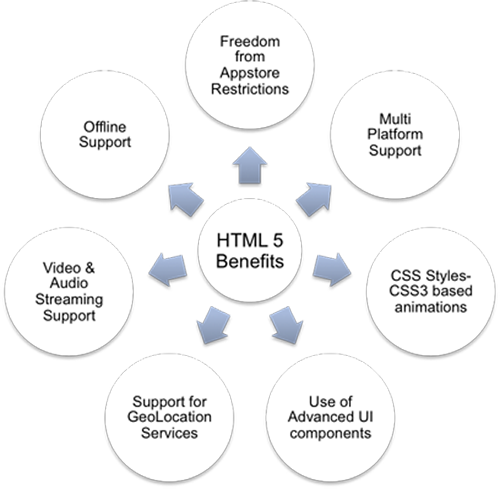 Freedom
from
Appstore
Restrictions
Multi
Platform
Support
CSS Styles-
CSS3 based
animations
Use of
Advanced UI
components
Support for
GeoLocation
Services
Video &
Audio
Streaming
Support
Offline
Support
HTML 5
Benefits